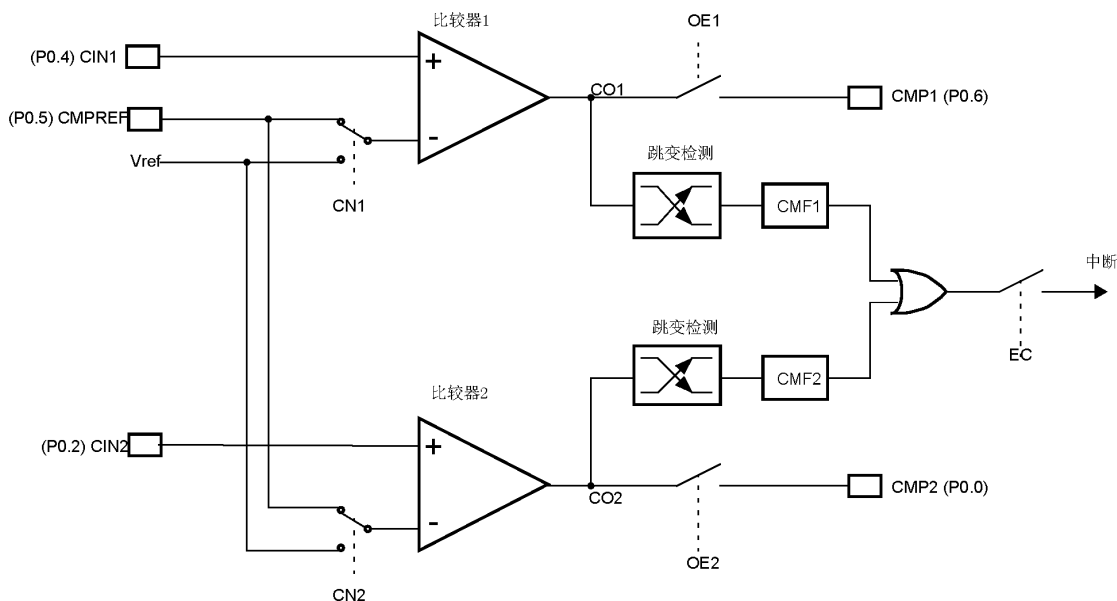 比较器1
OE1
(P0.4) CIN1
CO1
CMP1 (P0.6)
(P0.5) CMPREF
Vref
CN1
跳变检测
CMF1
中断
EC
跳变检测
CMF2
比较器2
(P0.2) CIN2
CO2
CMP2 (P0.0)
OE2
CN2